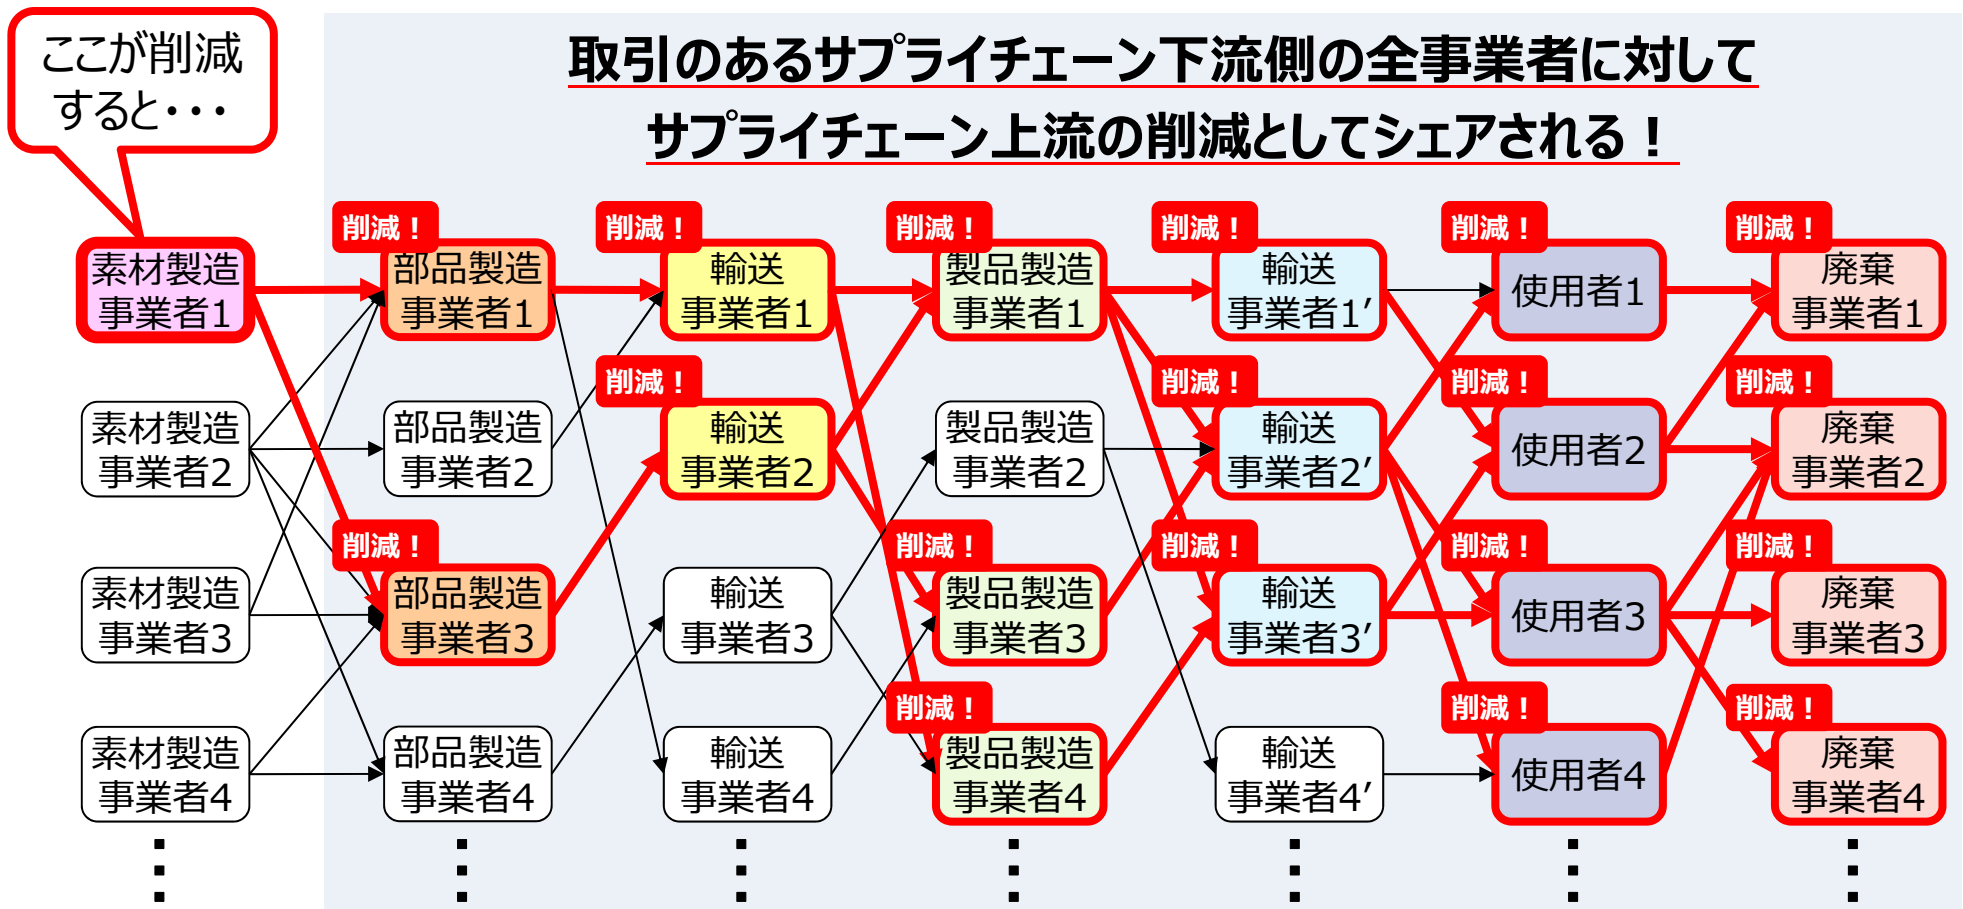 ここが削減
すると・・・
取引のあるサプライチェーン下流側の全事業者に対して
サプライチェーン上流の削減としてシェアされる！
削減！
削減！
削減！
削減！
削減！
削減！
素材製造
事業者1
部品製造
事業者1
輸送
事業者1
製品製造
事業者1
輸送
事業者1’
使用者1
廃棄
事業者1
削減！
削減！
削減！
削減！
素材製造
事業者2
部品製造
事業者2
輸送
事業者2
製品製造
事業者2
輸送
事業者2’
使用者2
廃棄
事業者2
削減！
削減！
削減！
削減！
削減！
素材製造
事業者3
部品製造
事業者3
輸送
事業者3
製品製造
事業者3
輸送
事業者3’
使用者3
廃棄
事業者3
削減！
削減！
削減！
素材製造
事業者4
部品製造
事業者4
輸送
事業者4
製品製造
事業者4
輸送
事業者4’
使用者4
廃棄
事業者4